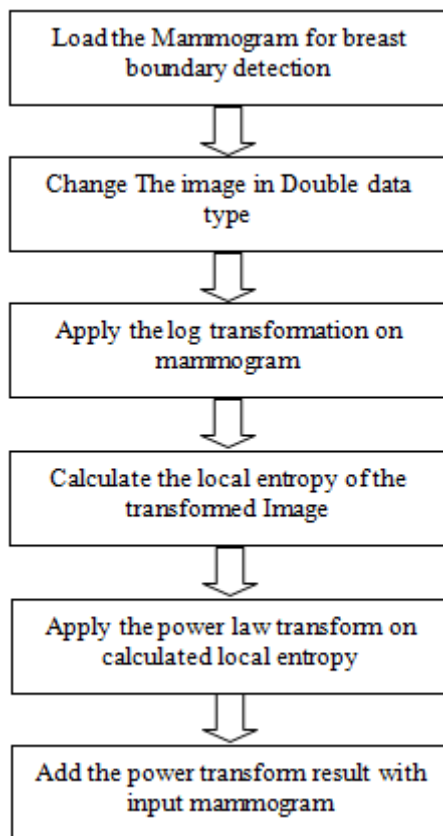 Load the Mammogram for breast
boundary detection
Change The image in Double data
type
Apply the log transformation on
mammogram
Calculate the local entropy of the
transformed Image
Apply the power law transform on
calculated local entropy
Add the power transform result with
input mammogram